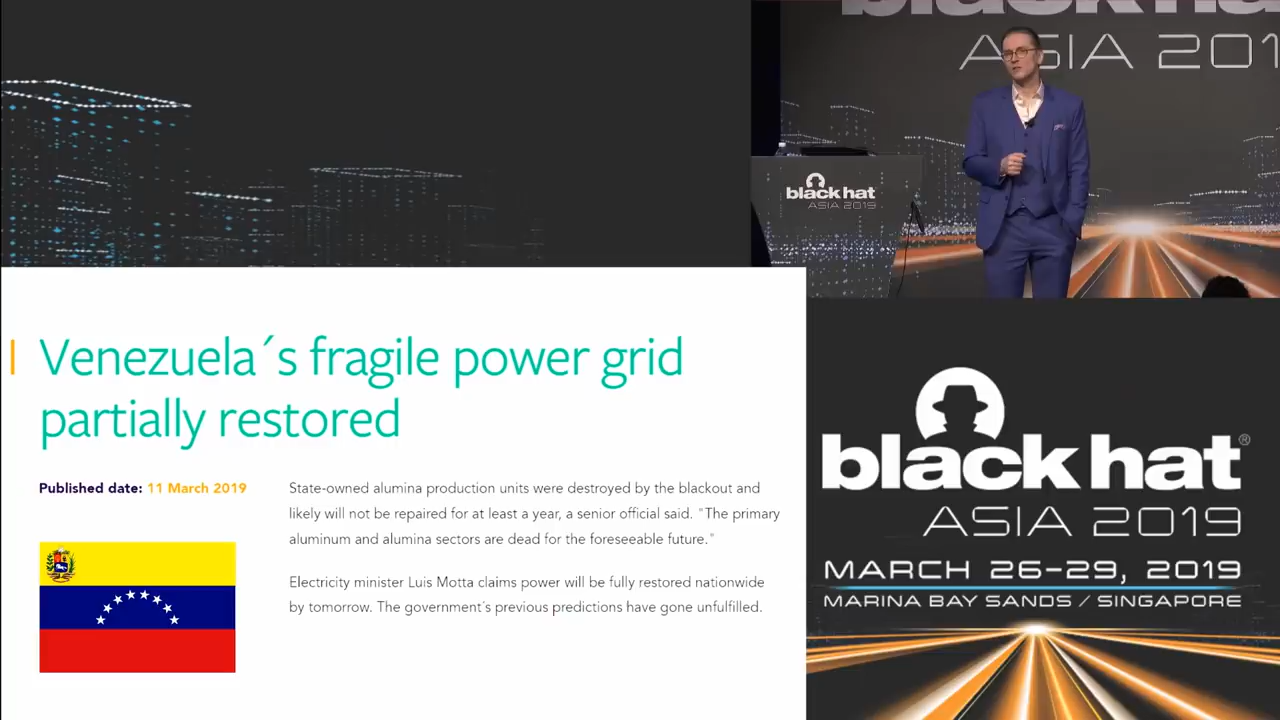 black ha
ASIA 201
black hat
ASIA 2019
Venezuela´s fragile power grid
partially restored
Published date: 11 March 2019
State-owned alumina production units were destroyed by the blackout and
likely will not be repaired for at least a year, a senior official said. "The primary
aluminum and alumina sectors are dead for the foreseeable future."
Electricity minister Luis Motta claims power will be fully restored nationwide
by tomorrow. The government´s previous predictions have gone unfulfilled.
black hat®
ASIA 2019
MARCH 26-29, 2019
MARINA BAY SANDS / SINGAPORE